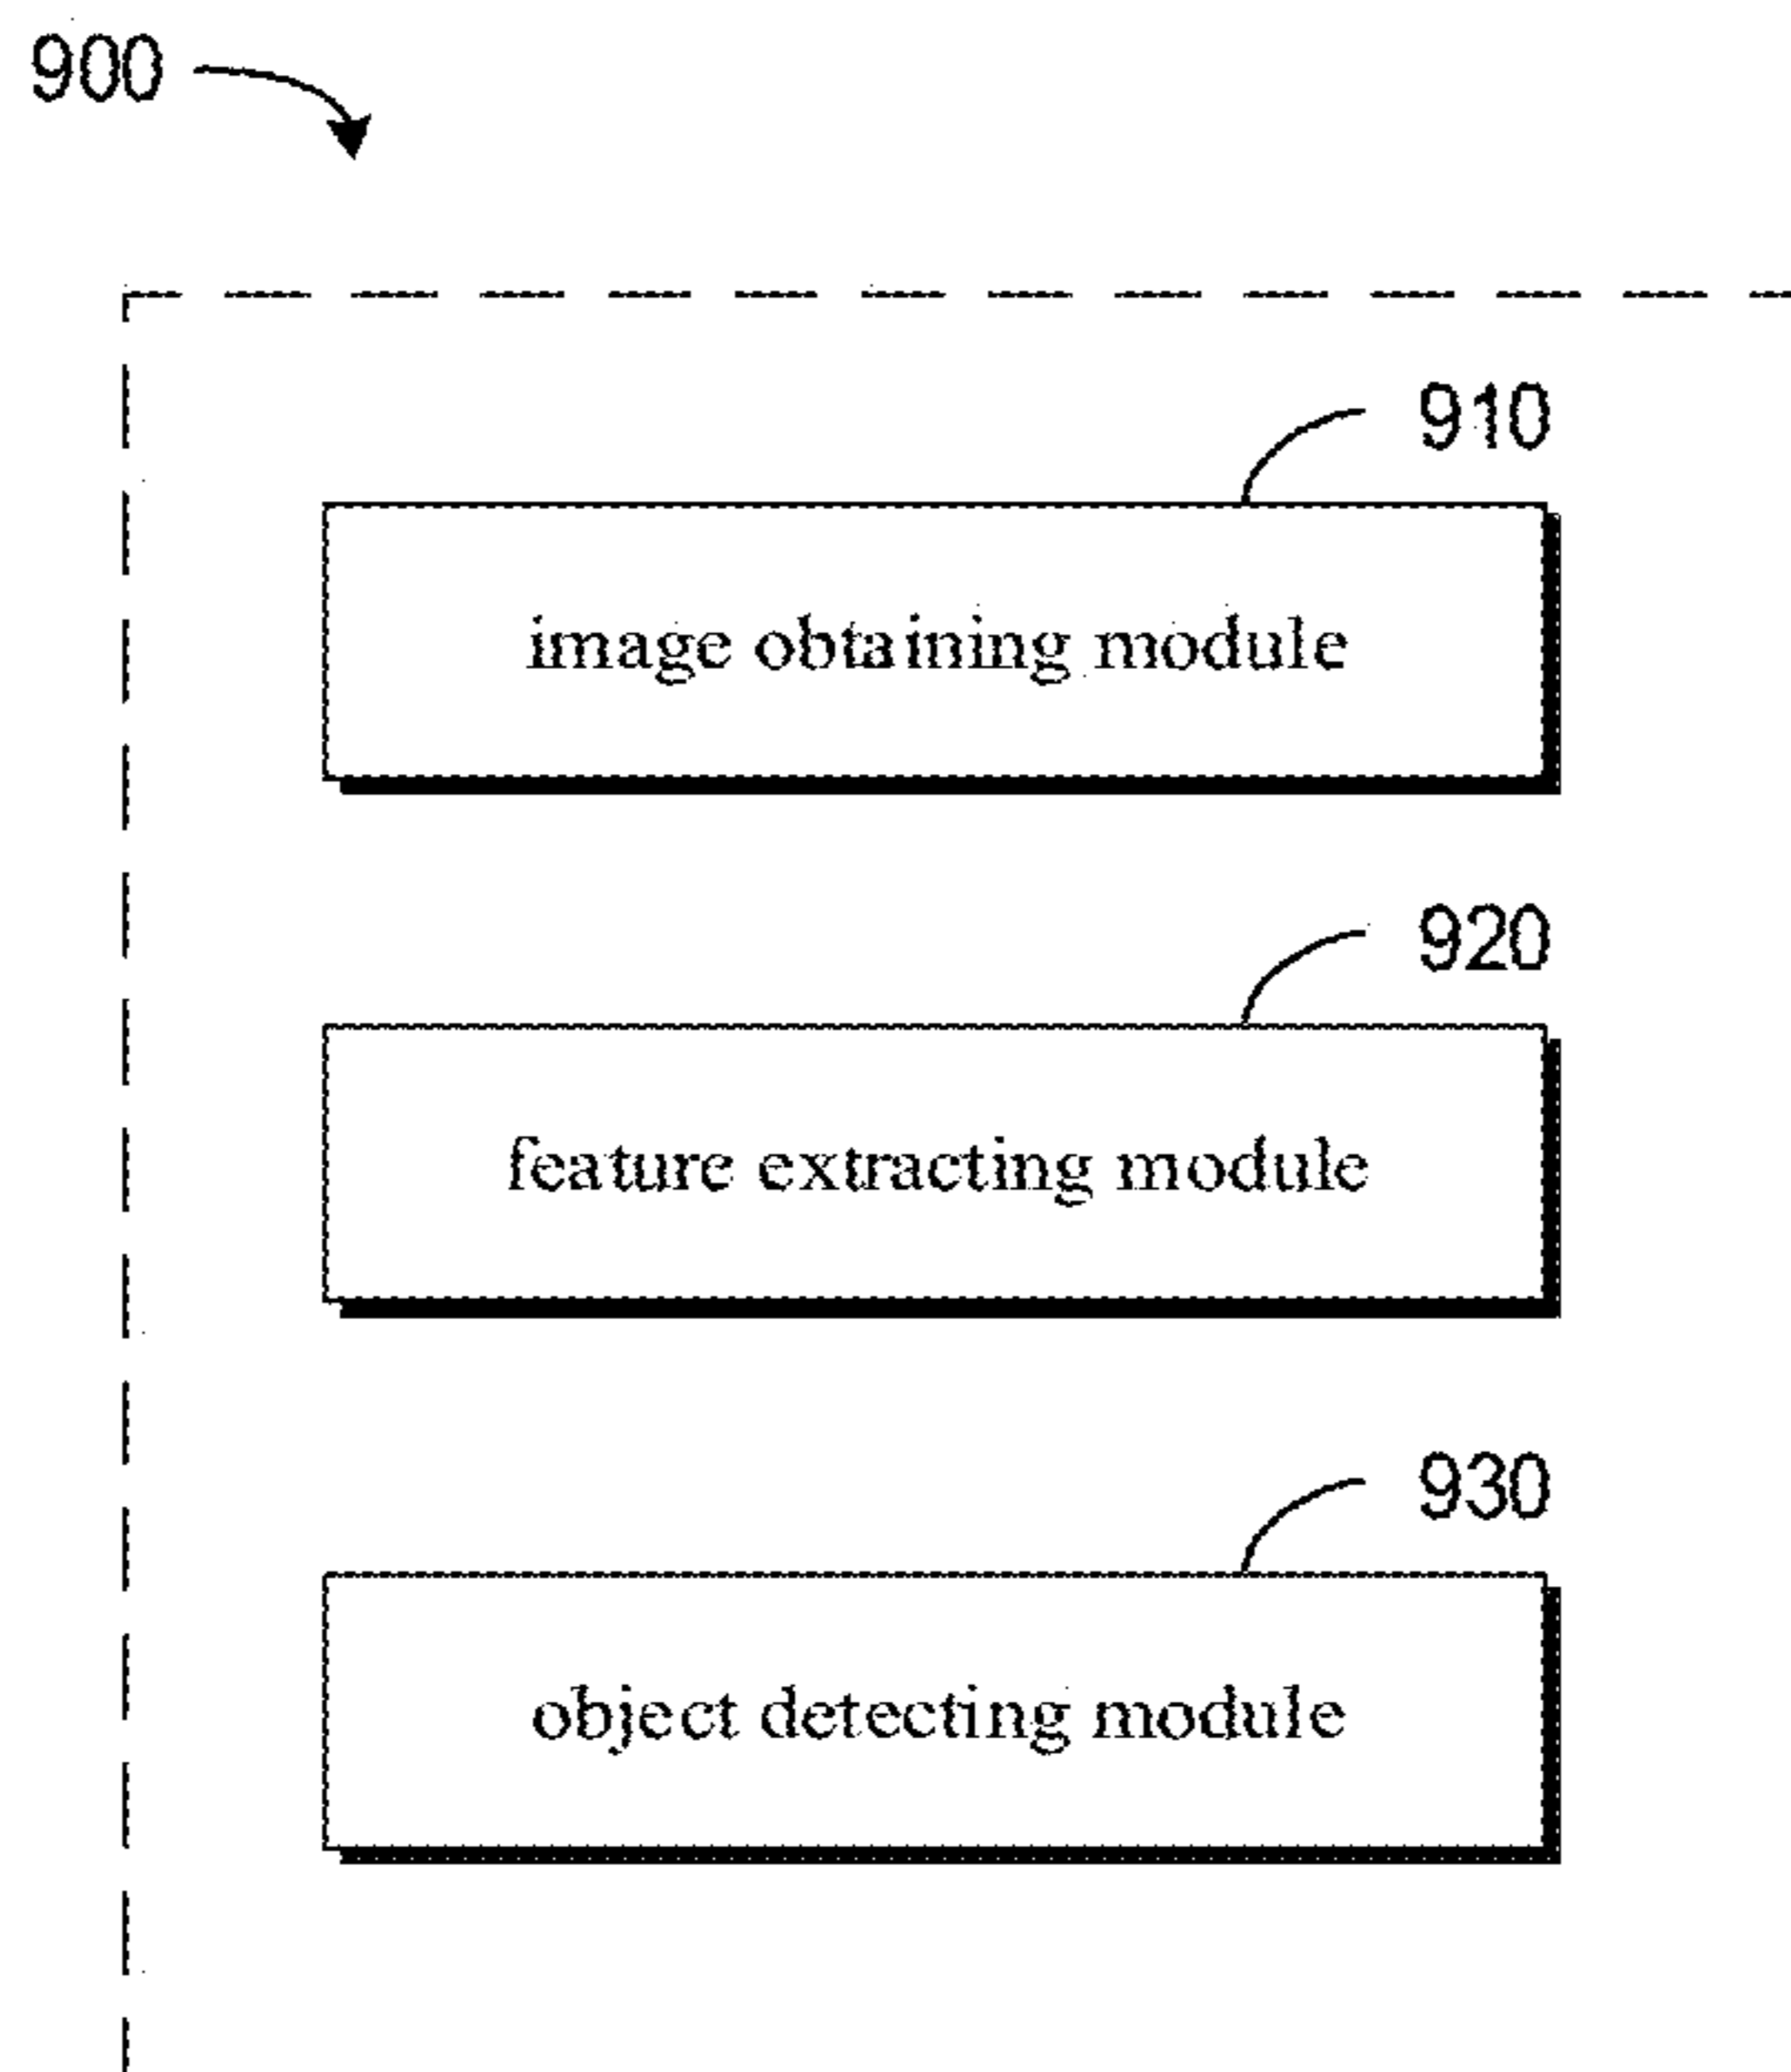 900
910
image obtaining module
920
feature extracting module
930
object detecting module